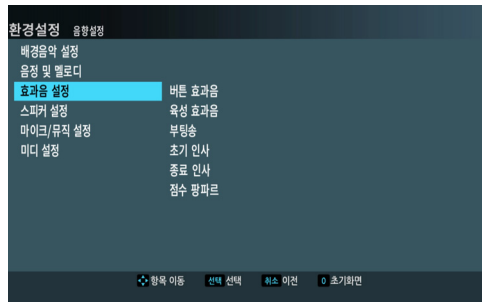 환경설정 음향설정
배경음악 설정
음정 및 멜로디
효과음 설정
스피커 설정
마이크/뮤직 설정
미디 설정
버튼 효과음
육성 효과음
부팅송
초기 인사
종료 인사
점수 팡파르
항목 이동 선택 선택 취소 이전 0 초기화면